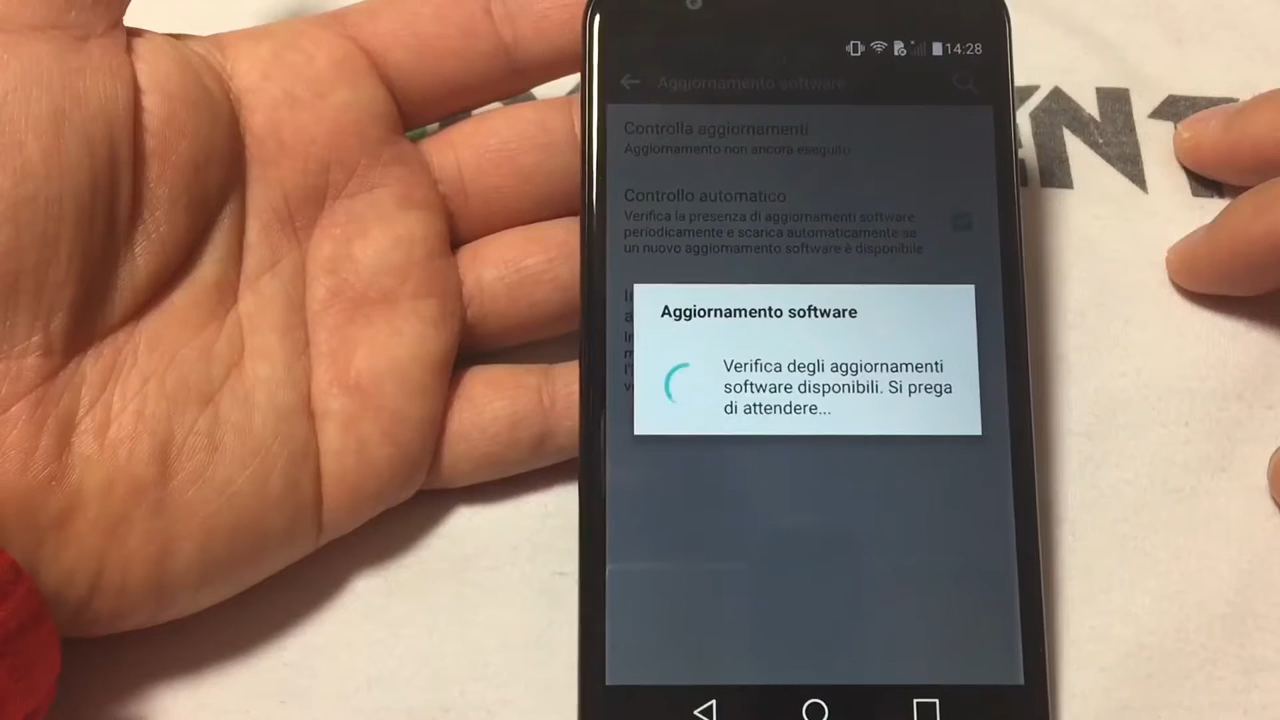 14:28
Aggiornamento software
Controlla aggiornamenti
Aggiornamento non ancora eseguito
Controllo automatico
Verifica la presenza di aggiornamenti software
periodicamente e scarica automaticamente se
un nuovo aggiornamento software è disponibile
Aggiornamento software
Verifica degli aggiornamenti
software disponibili. Si prega
di attendere...